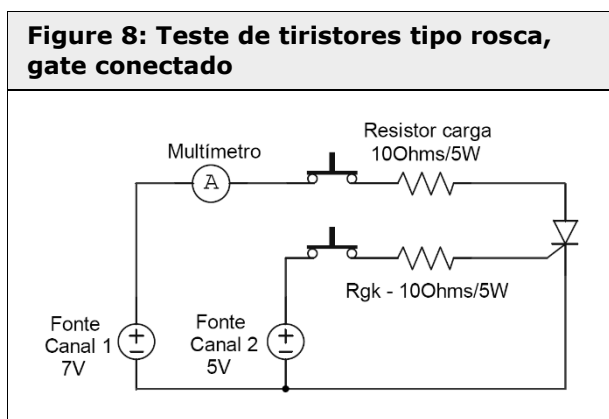 Figure 8: Teste de tiristores tipo rosca,
gate conectado
Resistor carga
10Ohms/5W
Multímetro
A
Rgk - 10Ohms/5W
Fonte
Canal 1
7V
Fonte
Canal 2
5V